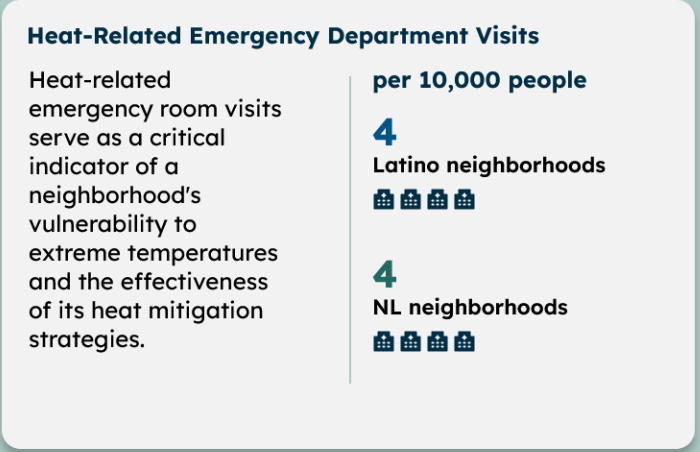 Heat-Related Emergency Department Visits
Heat-related
emergency room visits
serve as a critical
indicator of a
neighborhood's
vulnerability to
extreme temperatures
and the effectiveness
of its heat mitigation
strategies.
per 10,000 people
4
Latino neighborhoods
4
NL neighborhoods